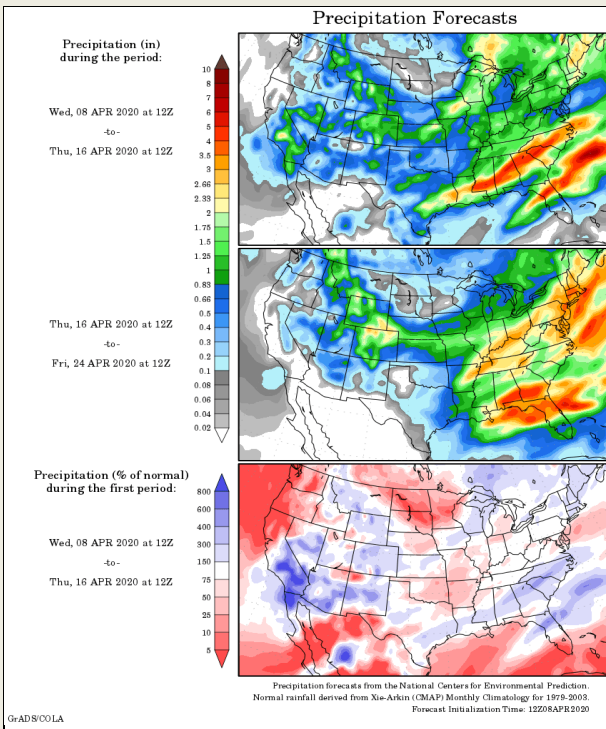 Precipitation Forecasts
Precipitation (in)
during the period:
Wed, 08 APR 2020 at 12Z
-to-
Thu, 16 APR 2020 at 12Z
10
8
7
6
5
4
3.5
3
2.66
2.33
2
1.75
1.5
1.25
1
0.83
0.66
0.5
0.4
0.3
0.2
0.1
0.08
0.06
0.04
0.02
Thu, 16 APR 2020 at 12Z
-to-
Fri, 24 APR 2020 at 12Z
Precipitation (% of normal)
during the first period:
Wed, 08 APR 2020 at 12Z
-to-
Thu, 16 APR 2020 at 12Z
800
600
400
300
150
75
50
25
10
5
Precipitation forecasts from the National Centers for Environmental Prediction.
Normal rainfall derived from Xie-Arkin (CMAP) Monthly Climatology for 1979-2003.
Forecast Initialization Time: 12Z08APR2020
GrADS/COLA